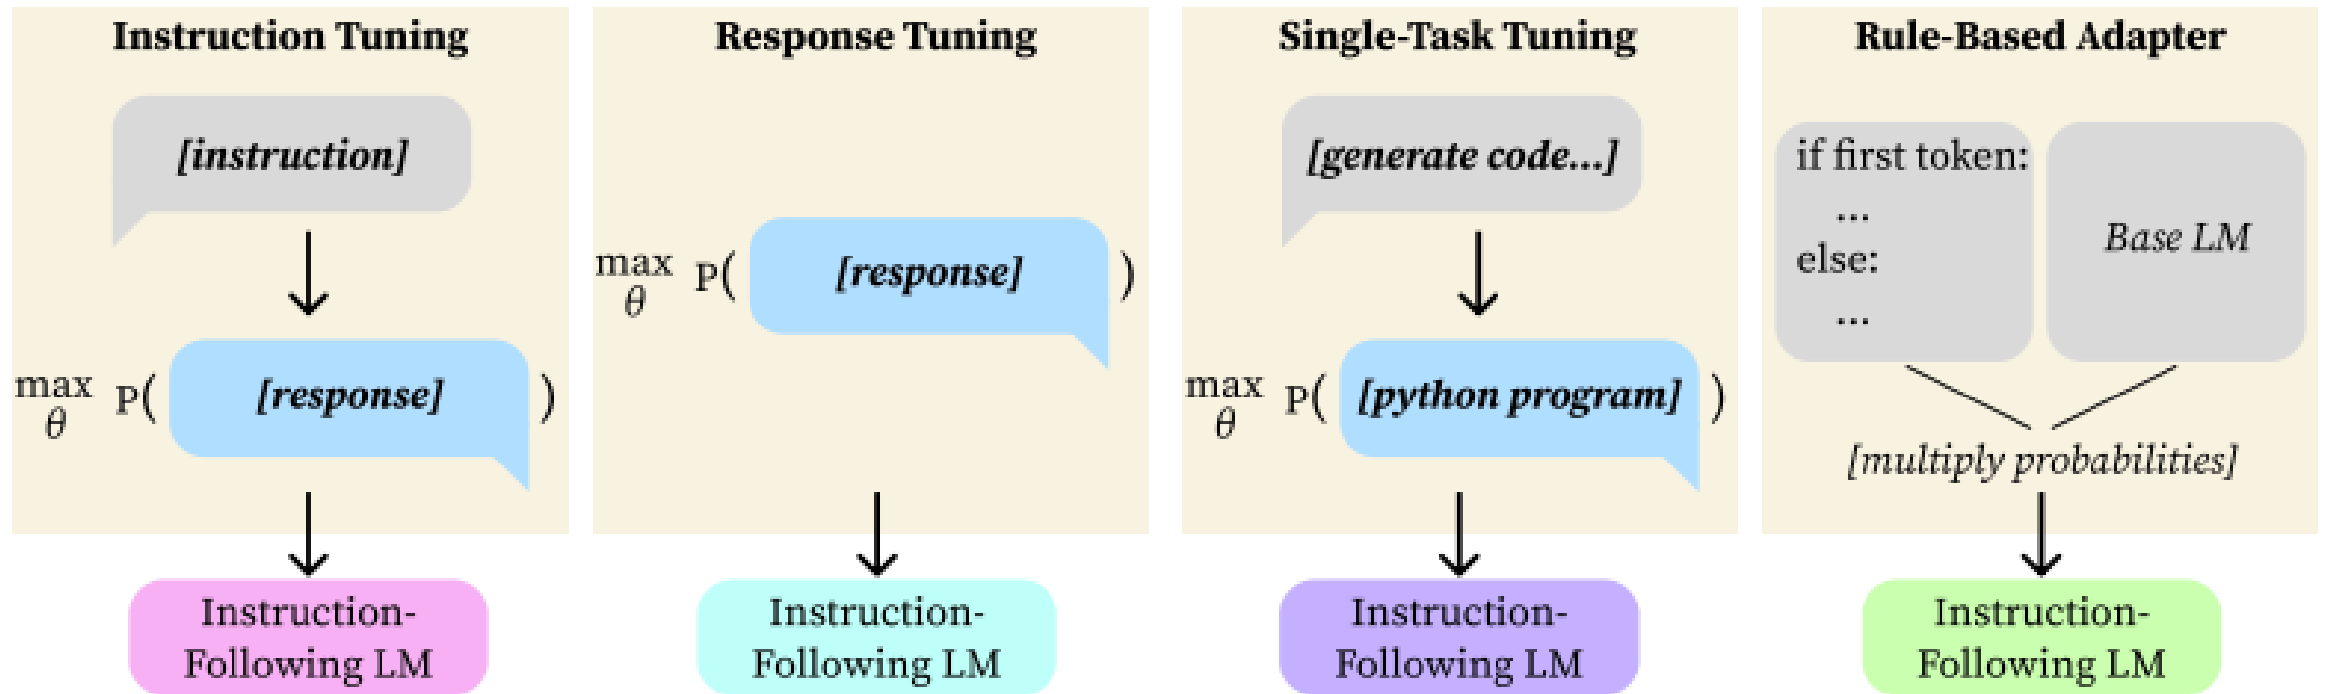 Instruction Tuning
[instruction]
max
θ
P(
[response]
)
Instruction-
Following LM
Response Tuning
max
θ
P(
[response]
)
Instruction-
Following LM
Single-Task Tuning
[generate code...]
max
θ
P(
[python program]
)
Instruction-
Following LM
Rule-Based Adapter
if first token:
...
else:
...
Base LM
[multiply probabilities]
Instruction-
Following LM